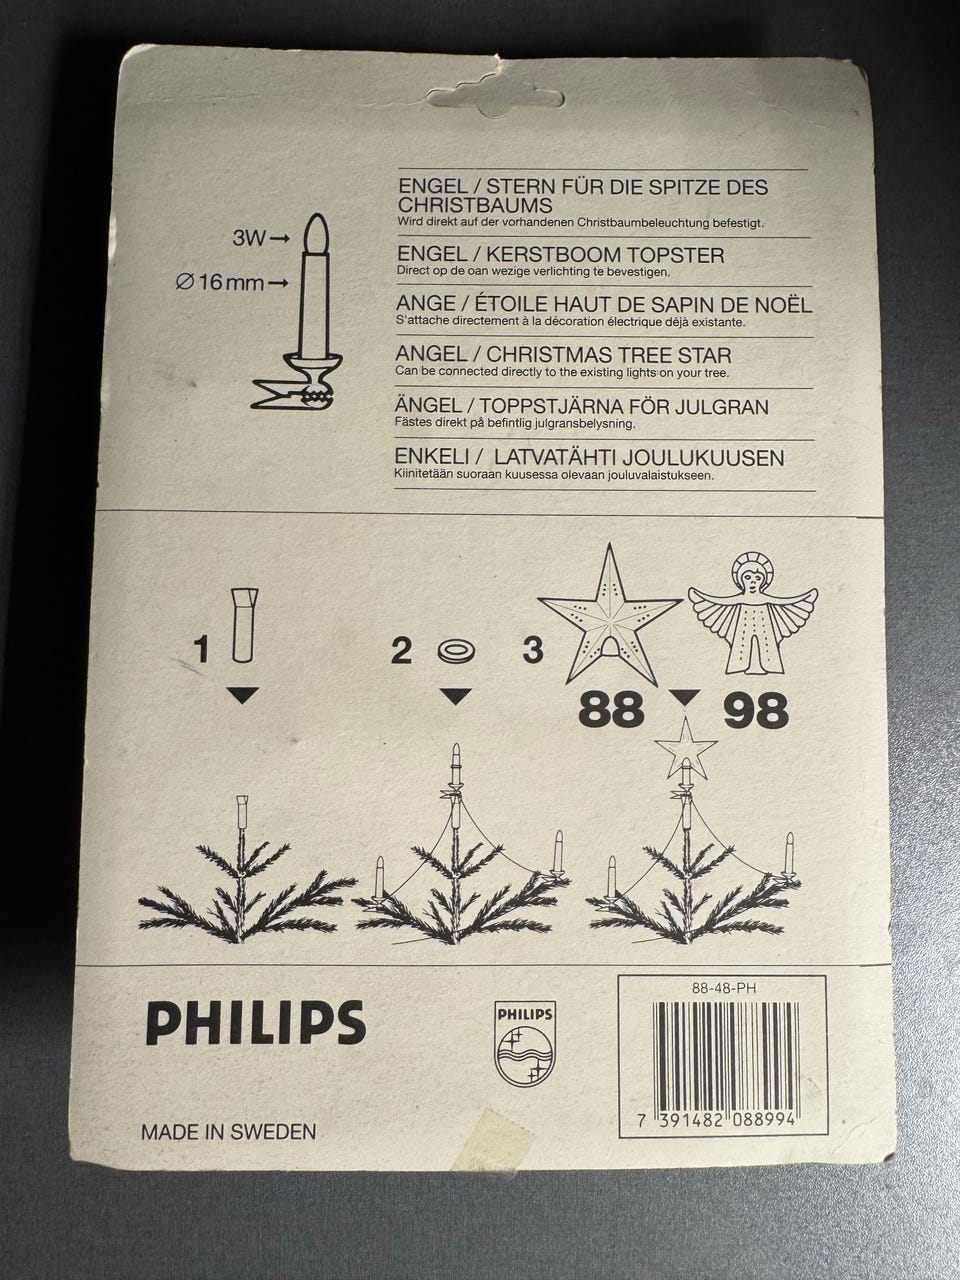 ENGEL / STERN FÜR DIE SPITZE DES
CHRISTBAUMS
Wird direkt auf der vorhandenen Christbaumbeleuchtung befestigt.
3W
ENGEL / KERSTBOOM TOPSTER
Direct op de oan wezige verlichting te bevestigen.
Ø 16 mm
ANGE / ÉTOILE HAUT DE SAPIN DE NOËL
S'attache directement à la décoration électrique déjà existante.
ANGEL / CHRISTMAS TREE STAR
Can be connected directly to the existing lights on your tree.
ÄNGEL / TOPPSTJÄRNA FÖR JULGRAN
Fästes direkt på befintlig julgransbelysning.
ENKELI / LATVATÄHTI JOULUKUUSEN
Kiinitetään suoraan kuusessa olevaan jouluvalaistukseen.
1
2
3
88
98
PHILIPS
PHILIPS
88-48-PH
7 391482 088994
MADE IN SWEDEN